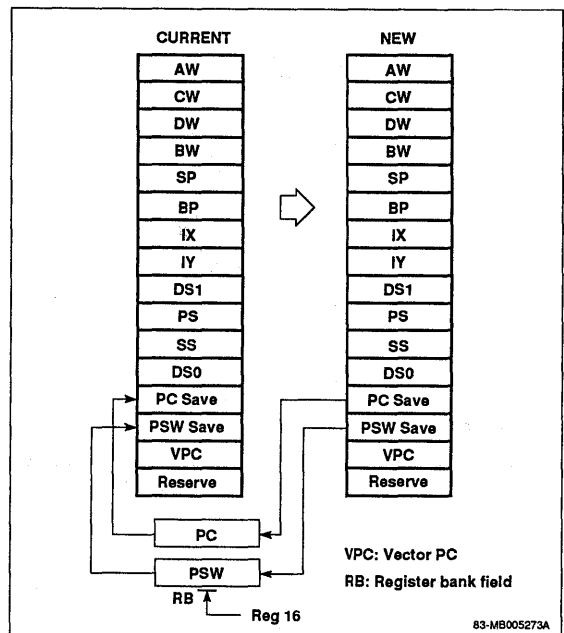 CURRENT
AW
CW
DW
BW
SP
BP
IX
IY
DS1
PS
SS
DS0
PC Save
PSW Save
VPC
Reserve
NEW
AW
CW
DW
BW
SP
BP
IX
IY
DS1
PS
SS
DS0
PC Save
PSW Save
VPC
Reserve
PC
PSW
RB
Reg 16
VPC: Vector PC
RB: Register bank field
83-MB005273A